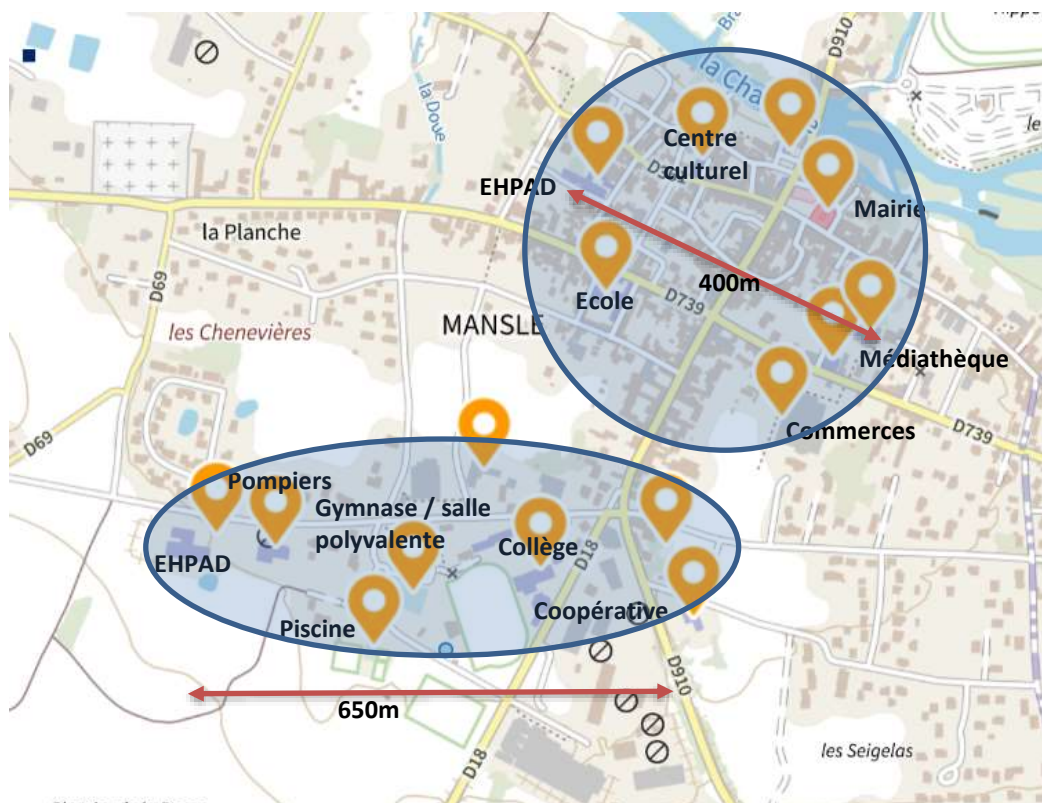 D910
la Doue
la Cha
Centre
culturel
EHPAD
Mairie
la Planche
D69
400m
Ecole
D739
les Chenevières
MANSLE
Médiathèque
Commerces
D739
D69
Pompiers
Gymnase / salle
polyvalente
Collège
EHPAD
D18
Coopérative
Piscine
D910
650m
D18
les Seigelas